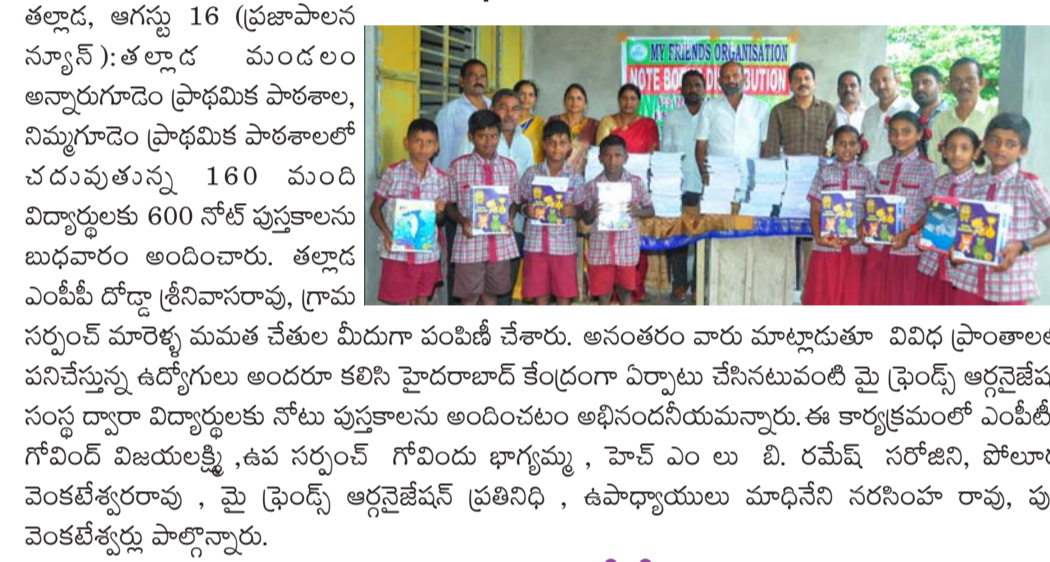 తల్లాడ, ఆగస్టు 16 (ప్రజాపాలన
న్యూస్ ):తల్లాడ మండలం
అన్నారుగూడెం ప్రాథమిక పాఠశాల,
నిమ్మగూడెం ప్రాథమిక పాఠశాలలో
చదువుతున్న 160 మంది
విద్యార్థులకు 600 నోట్ పుస్తకాలను
బుధవారం అందించారు. తల్లాడ
ఎంపీపీ దోడ్డా శ్రీనివాసరావు, గ్రామ
సర్పంచ్ మారెళ్ళ మమత చేతుల మీదుగా పంపిణీ చేశారు. అనంతరం వారు మాట్లాడుతూ వివిధ ప్రాంతాలలో
పనిచేస్తున్న ఉద్యోగులు అందరూ కలిసి హైదరాబాద్ కేంద్రంగా ఏర్పాటు చేసినటువంటి మై ఫ్రెండ్స్ ఆర్గనైజేష
సంస్థ ద్వారా విద్యార్థులకు నోటు పుస్తకాలను అందించటం అభినందనీయమన్నారు.ఈ కార్యక్రమంలో ఎంపీటీ
గోవింద్ విజయలక్ష్మి ,ఉప సర్పంచ్ గోవిందు భాగ్యమ్మ , హెచ్ ఎం లు బి. రమేష్ సరోజిని, పోలూ
వెంకటేశ్వరరావు , మై ఫ్రెండ్స్ ఆర్గనైజేషన్ ప్రతినిధి , ఉపాధ్యాయులు మాధినేని నరసింహ రావు, పు
వెంకటేశ్వర్లు పాల్గొన్నారు.
MY FRIENDS ORGANISATION
NOTE BOOKS DISTRIBUTION